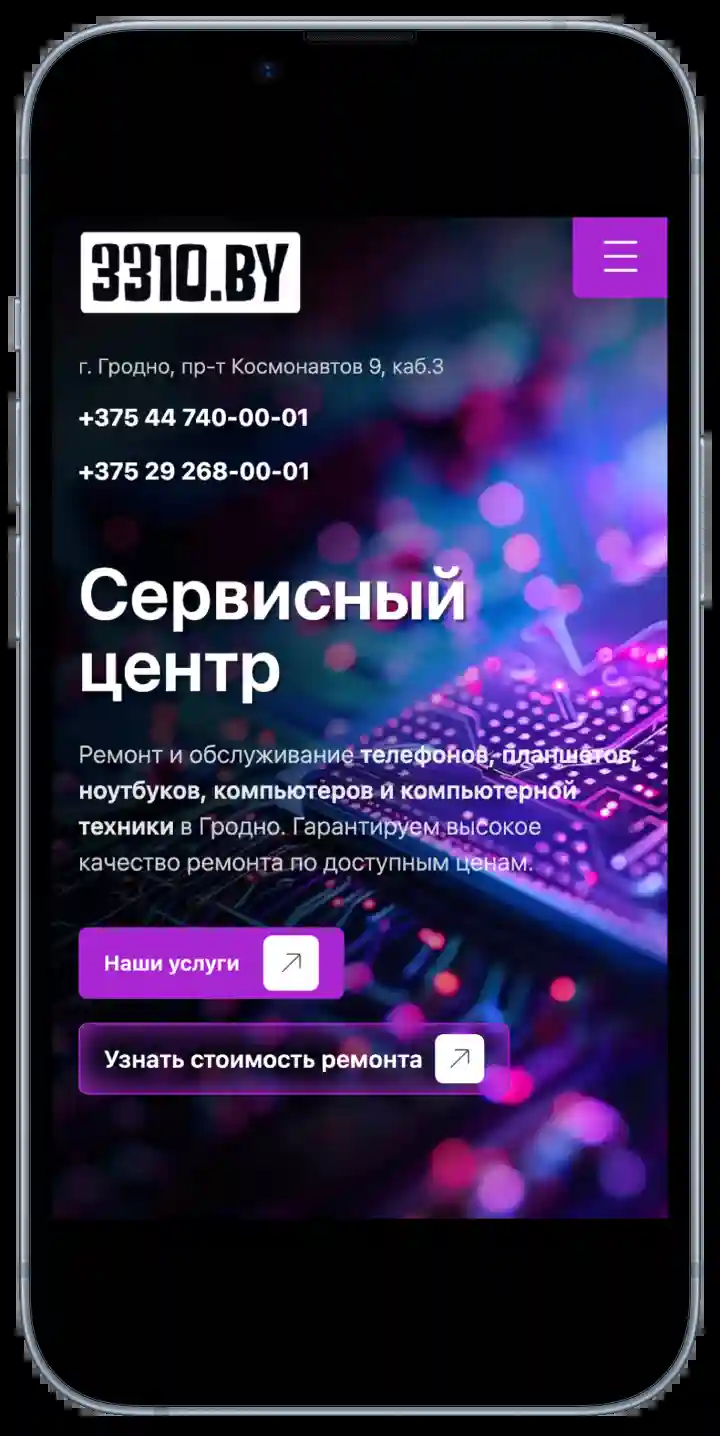 3310.BY
г. Гродно, пр-т Космонавтов 9, каб.3
+375 44 740-00-01
+375 29 268-00-01
Сервисный
центр
Ремонт и обслуживание телефонов, планшетов,
ноутбуков, компьютеров и компьютерной
техники в Гродно. Гарантируем высокое
качество ремонта по доступным ценам.
Наши услуги
Узнать стоимость ремонта